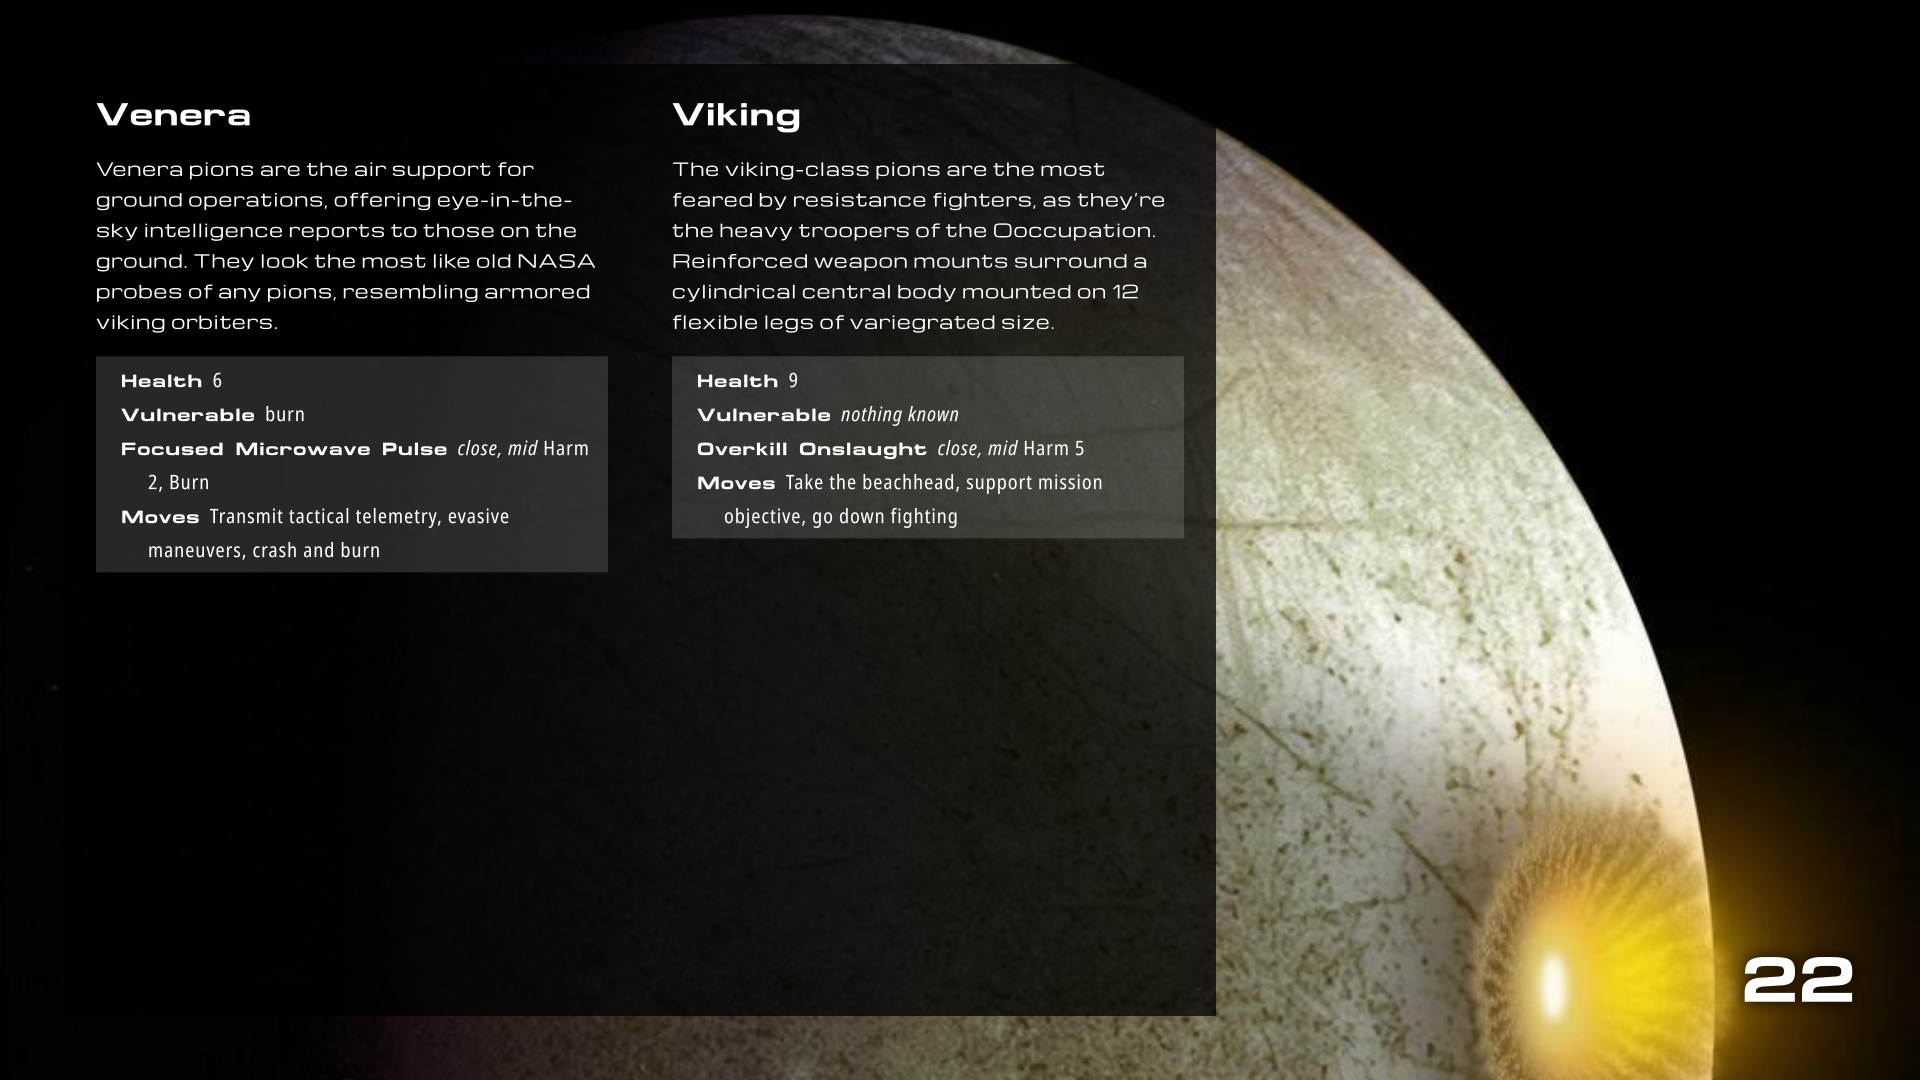 Venera
Venera pions are the air support for
ground operations, offering eye-in-the-
sky intelligence reports to those on the
ground. They look the most like old NASA
probes of any pions, resembling armored
viking orbiters.
Health 6
Vulnerable burn
Focused Microwave Pulse close, mid Harm
2, Burn
Moves Transmit tactical telemetry, evasive
maneuvers, crash and burn
Viking
The viking-class pions are the most
feared by resistance fighters, as they're
the heavy troopers of the Ooccupation.
Reinforced weapon mounts surround a
cylindrical central body mounted on 12
flexible legs of variegrated size.
Health 9
Vulnerable nothing known
Overkill Onslaught close, mid Harm 5
Moves Take the beachhead, support mission
objective, go down fighting
22